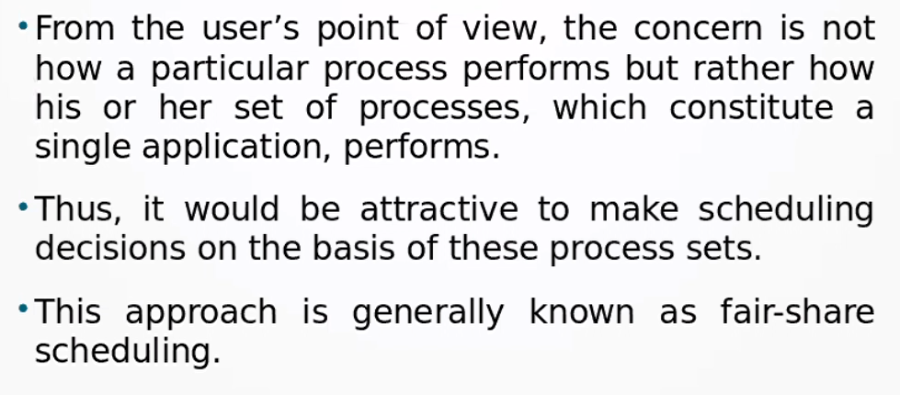 •From the user’s point of view, the concern is not
how a particular process performs but rather how
his or her set of processes, which constitute a
single application, performs.
•Thus, it would be attractive to make scheduling
decisions on the basis of these process sets.
•This approach is generally known as fair-share
scheduling.